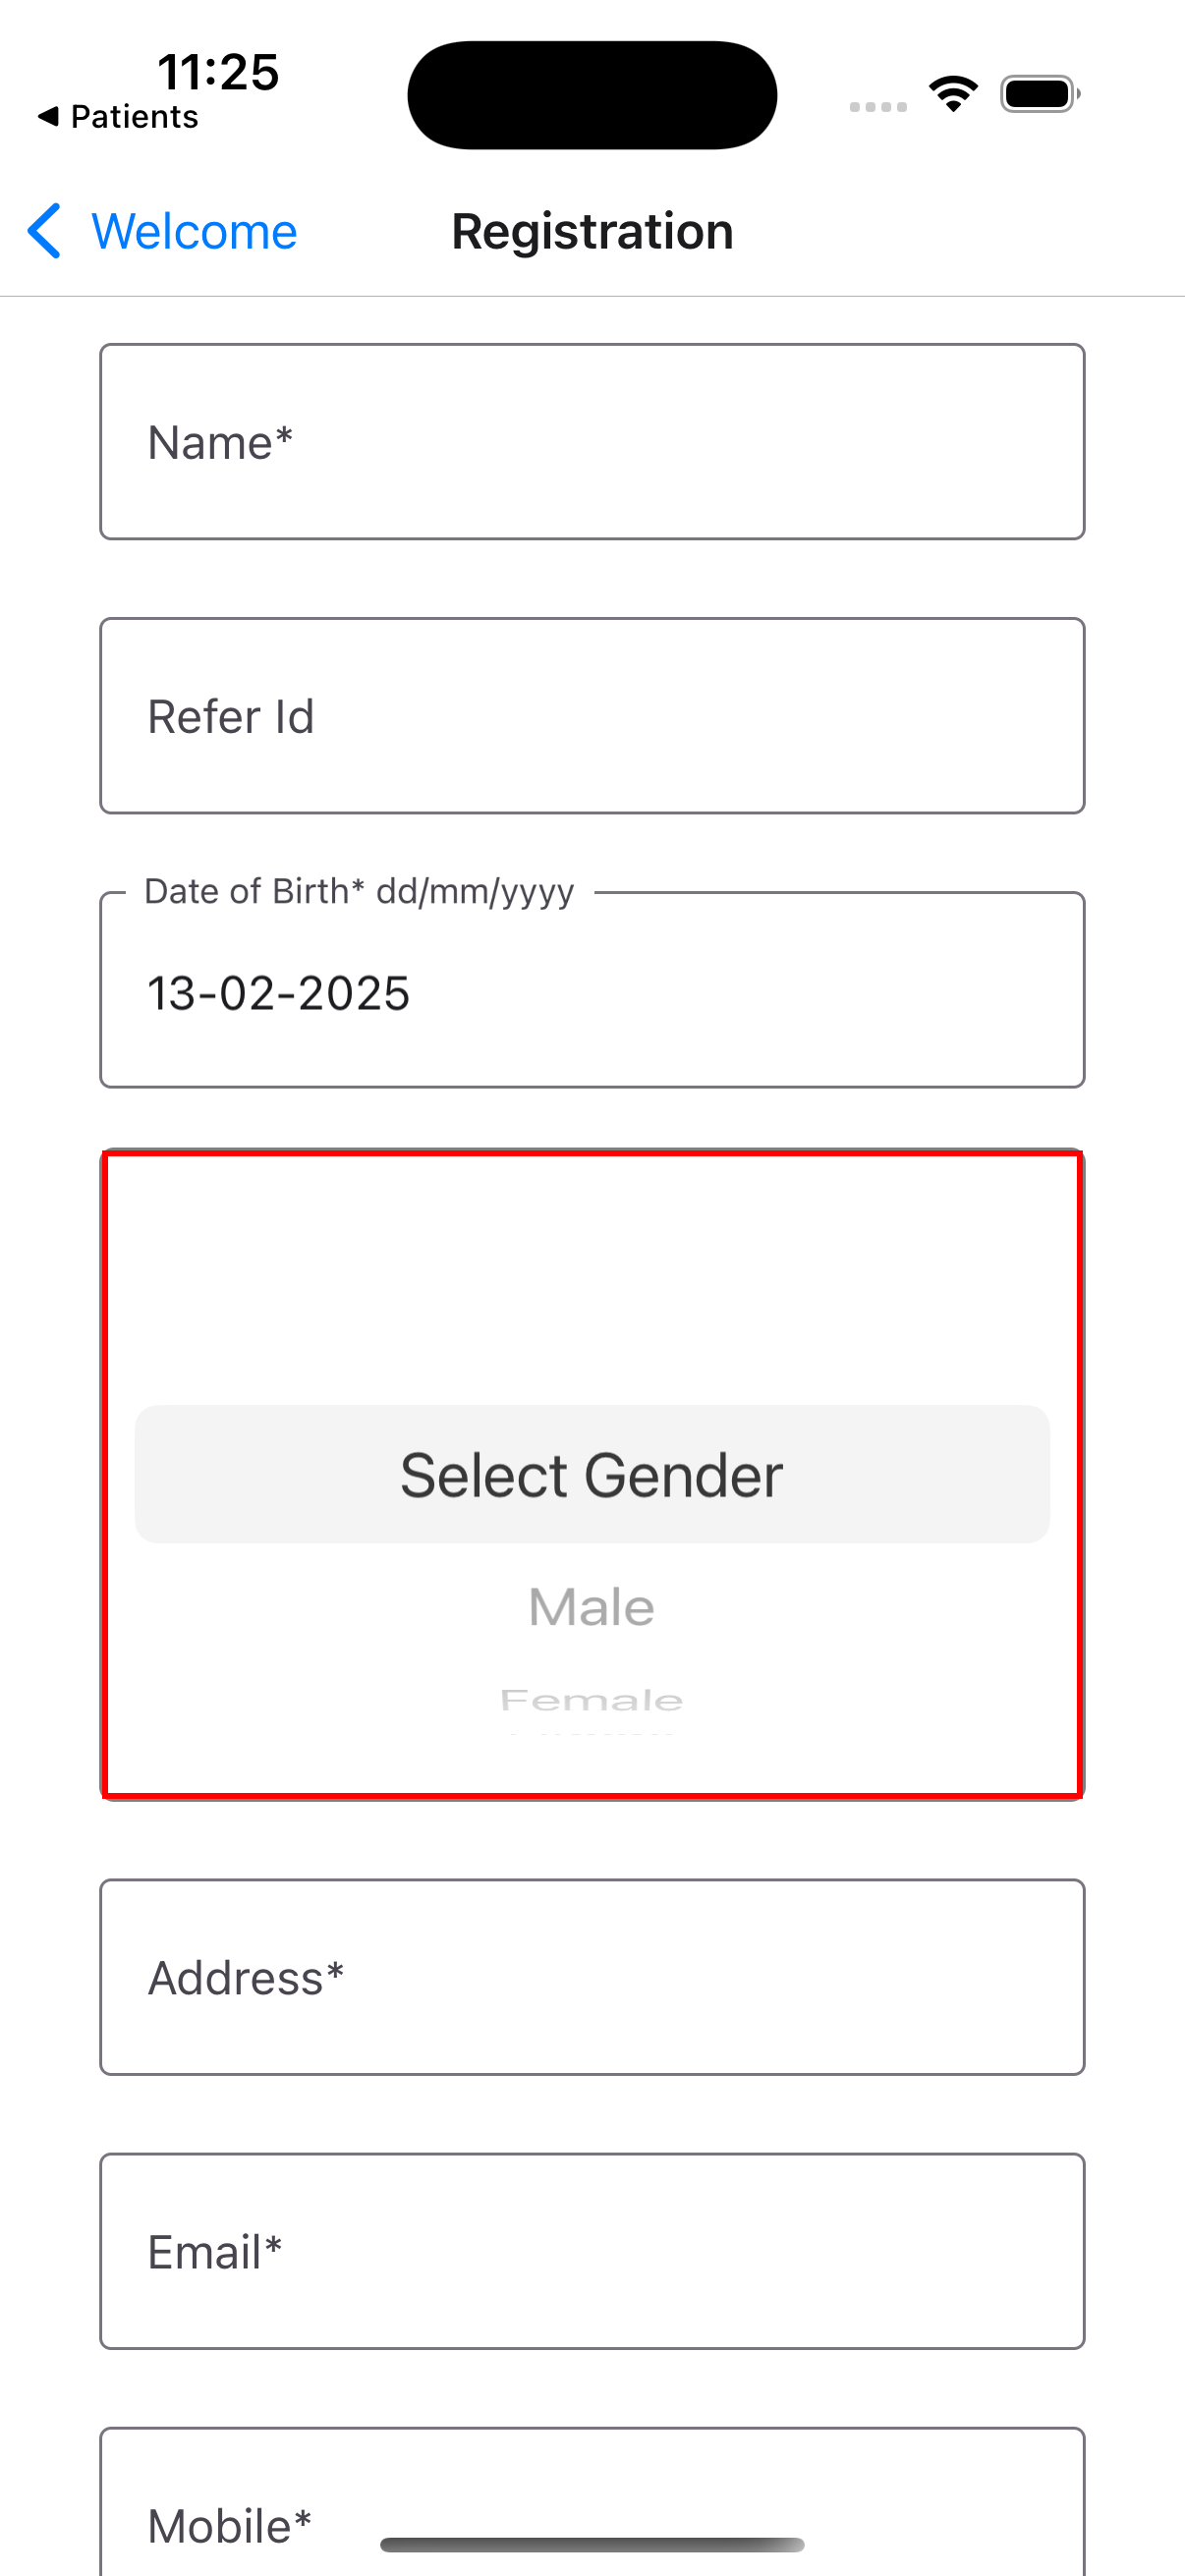 11:25
◀ Patients
Welcome
Registration
Name*
Refer Id
Date of Birth* dd/mm/yyyy
13-02-2025
Select Gender
Male
Female
Address*
Email*
Mobile*